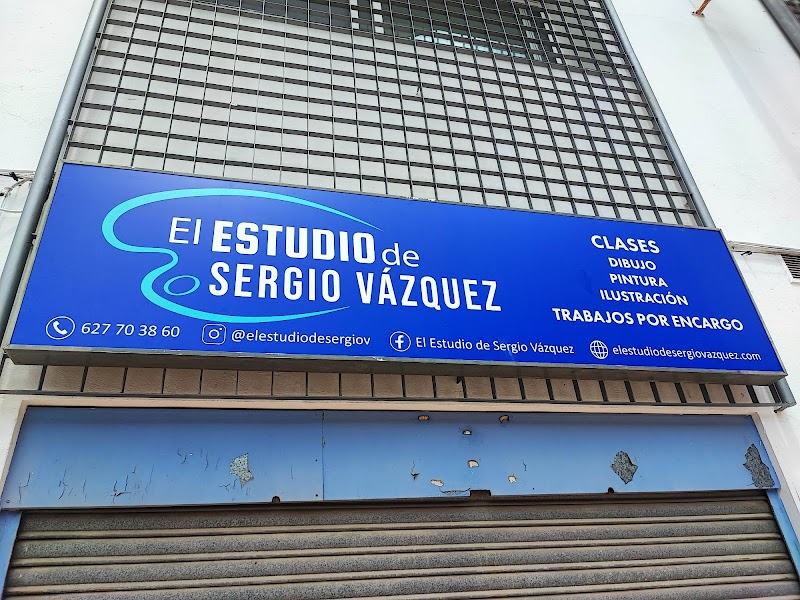 El ESTUDIO de
SERGIO VÁZQUEZ
CLASES
DIBUJO
PINTURA
ILUSTRACIÓN
TRABAJOS POR ENCARGO
627 70 38 60 @elestudiodesergiov El Estudio de Sergio Vázquez elestudiodesergiovazquez.com